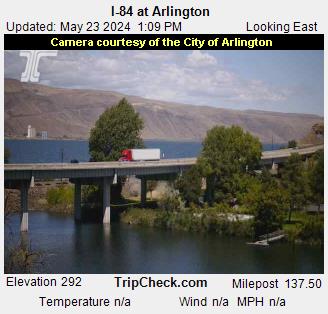 I-84 at Arlington
Updated: May 23 2024 1:09 PM Looking East
Camera courtesy of the City of Arlington
Elevation 292 TripCheck.com Milepost 137.50
Temperature n/a Wind n/a MPH n/a